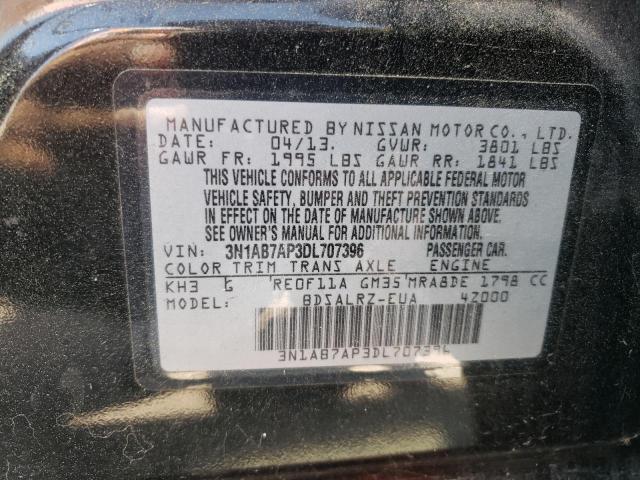 MANUFACTURED BY NISSAN MOTOR CO., LTD.
DATE: 04/13. GVWR: 3801 LBS
GAWR FR: 1995 LBS GAWR RR: 1841 LBS
THIS VEHICLE CONFORMS TO ALL APPLICABLE FEDERAL MOTOR
VEHICLE SAFETY, BUMPER AND THEFT PREVENTION STANDARDS
IN EFFECT ON THE DATE OF MANUFACTURE SHOWN ABOVE.
SEE OWNER'S MANUAL FOR ADDITIONAL INFORMATION.
VIN: 3N1AB7AP3DL707396 PASSENGER CAR.
COLOR TRIM TRANS AXLE ENGINE
KH3 G RE0F11A GM35 MRA8DE 1798 CC
MODEL: BDSALRZ-EUA 4Z000
3N1AB7AP3DL707396